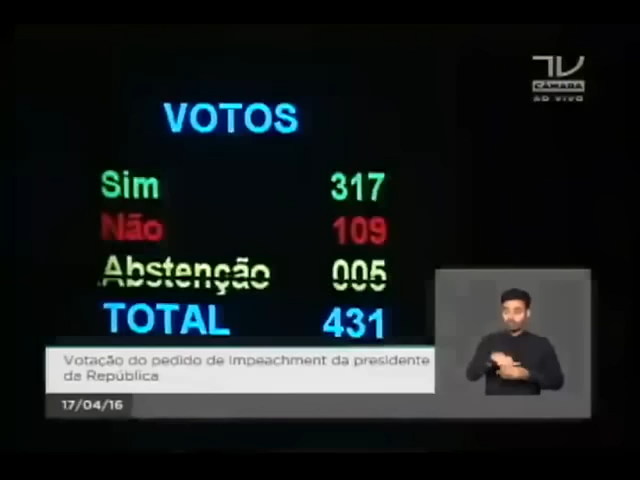 TV
CÂMARA
AO VIVO
VOTOS
Sim 317
Não 109
Abstenção 005
TOTAL 431
Votação do pedido de impeachment da presidente
da República
17/04/16